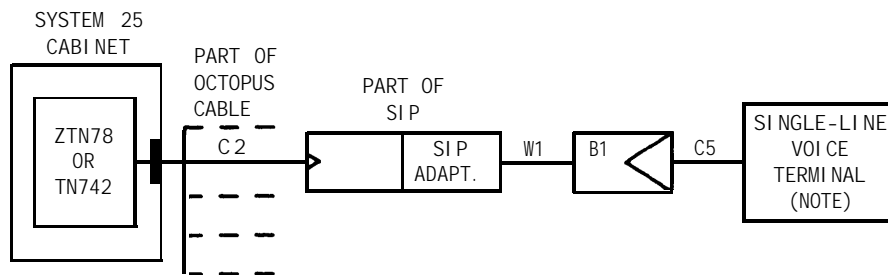 SYSTEM 25
CABINET
PART OF
OCTOPUS
CABLE
PART OF
SIP
ZTN78
OR
TN742
C2
SIP
ADAPT.
W1
B1
C5
SINGLE-LINE
VOICE
TERMINAL
(NOTE)